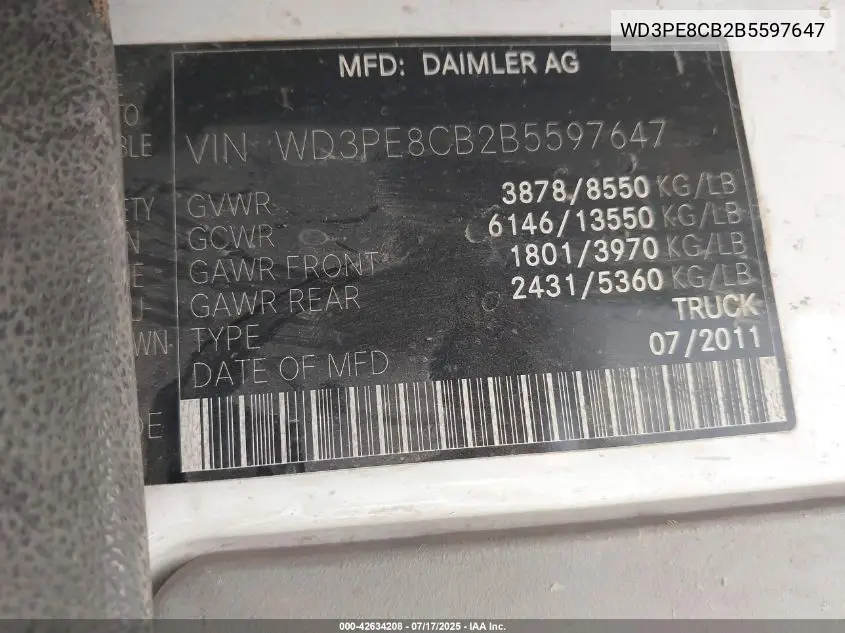 WD3PE8CB2B5597647
MFD: DAIMLER AG
VIN WD3PE8CB2B5597647
GVWR 3878/8550 KG/LB
GCWR 6146/13550 KG/LB
GAWR FRONT 1801/3970 KG/LB
GAWR REAR 2431/5360 KG/LB
TYPE TRUCK
DATE OF MFD 07/2011
000-42634208 - 07/17/2025 - IAA Inc.